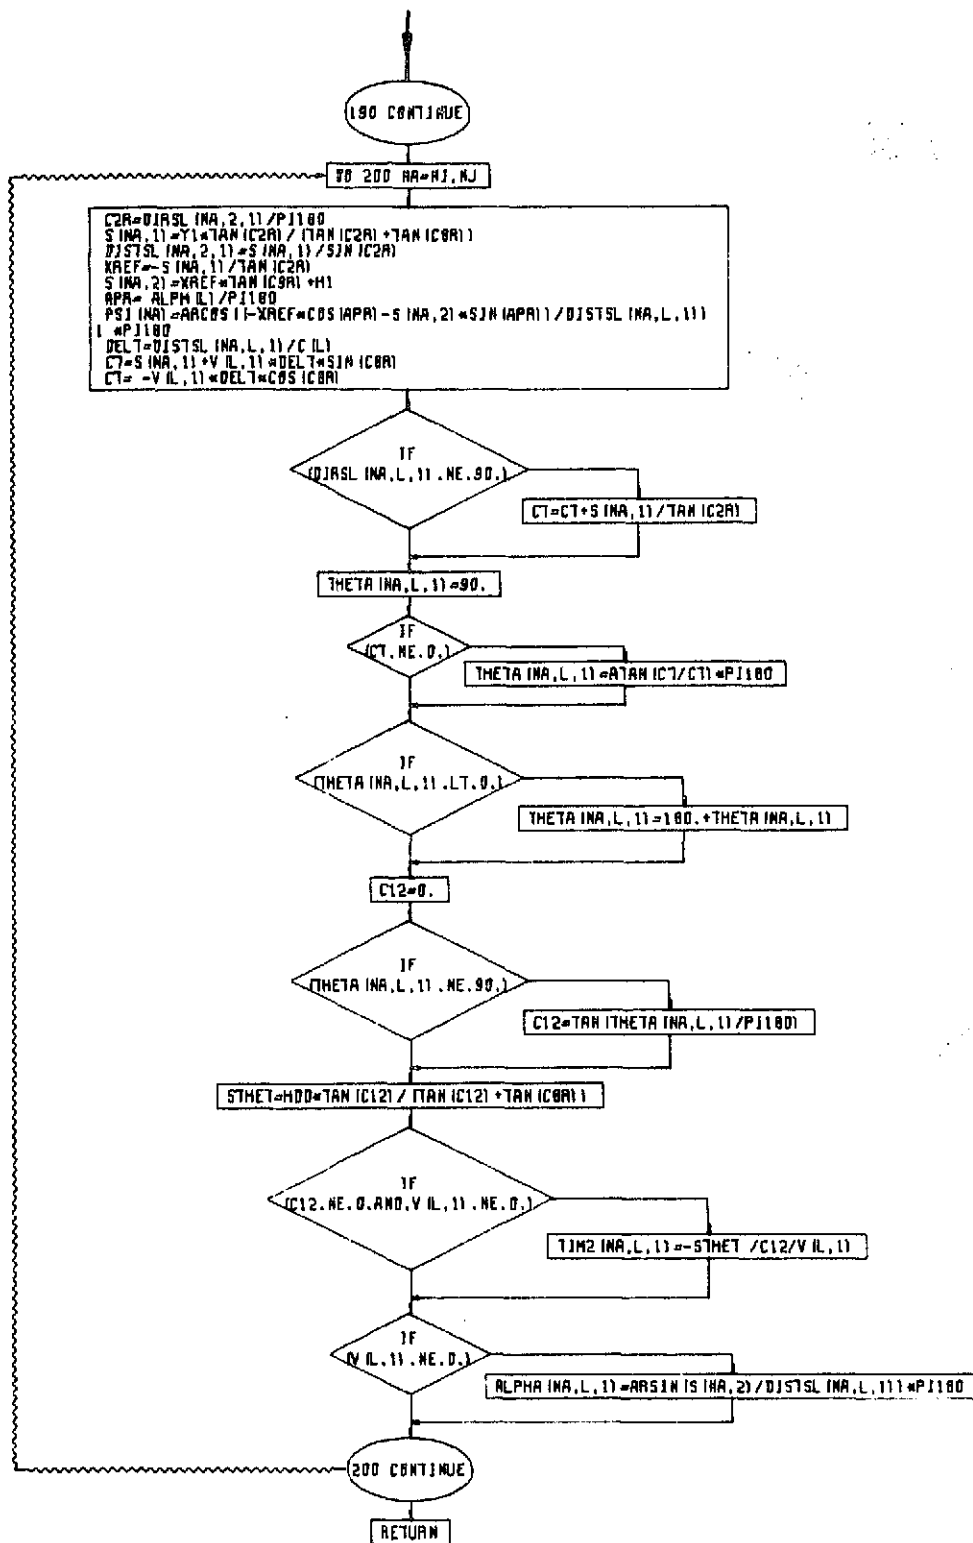 190 CONTINUE
DO 200 NA=NI,NJ
C2R=DIRSL(NA,2,1)/PI180
S(NA,1)=Y1*TAN(C2R)/(TAN(C2R)+TAN(C8R))
DISTSL(NA,2,1)=S(NA,1)/SIN(C2R)
XREF=-S(NA,1)/TAN(C2R)
S(NA,2)=XREF*TAN(C9R)+H1
APR= ALPH(L)/PI180
PSI(NA)=ARCOS((-XREF*COS(APR)-S(NA,2)*SIN(APR))/DISTSL(NA,L,1))
1 *PI180
DELT=DISTSL(NA,L,1)/C(L)
C7=S(NA,1)+V(L,1)*DELT*SIN(C8R)
CT= -V(L,1)*DELT*COS(C8R)
IF
(DIRSL(NA,L,1).NE.90.)
CT=CT+S(NA,1)/TAN(C2R)
THETA(NA,L,1)=90.
IF
(CT.NE.0.)
THETA(NA,L,1)=ATAN(C7/CT)*PI180
IF
(THETA(NA,L,1).LT.0.)
THETA(NA,L,1)=180.+THETA(NA,L,1)
C12=0.
IF
(THETA(NA,L,1).NE.90.)
C12=TAN(THETA(NA,L,1)/PI180)
STHET=HDD*TAN(C12)/(TAN(C12)+TAN(C8R))
IF
(C12.NE.0.AND.V(L,1).NE.0.)
TIM2(NA,L,1)=-STHET /C12/V(L,1)
IF
(V(L,1).NE.0.)
ALPHA(NA,L,1)=ARSIN(S(NA,2)/DISTSL(NA,L,1))*PI180
200 CONTINUE
RETURN